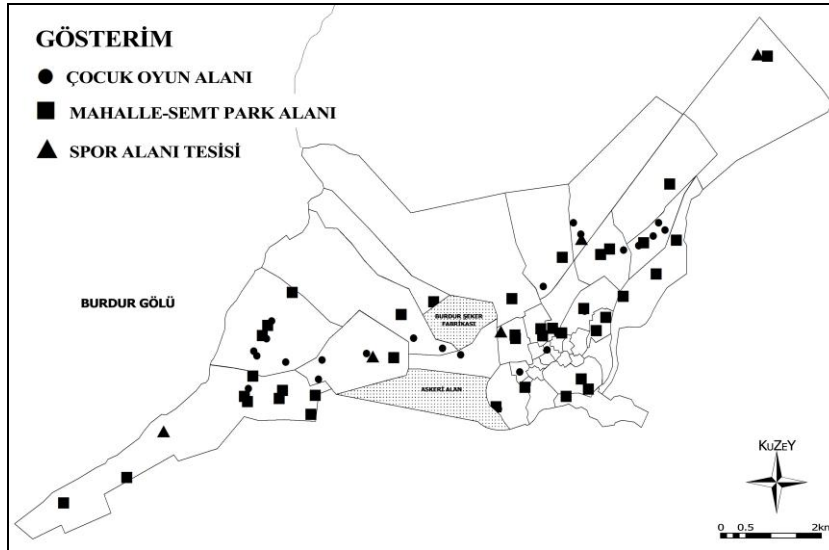 GÖSTERİM
ÇOCUK OYUN ALANI
MAHALLE-SEMT PARK ALANI
SPOR ALANI TESİSİ
BURDUR GÖLÜ
BURDUR ŞEKER
FABRİKASI
ASKERİ ALAN
KuZeY
0 0.5 2km